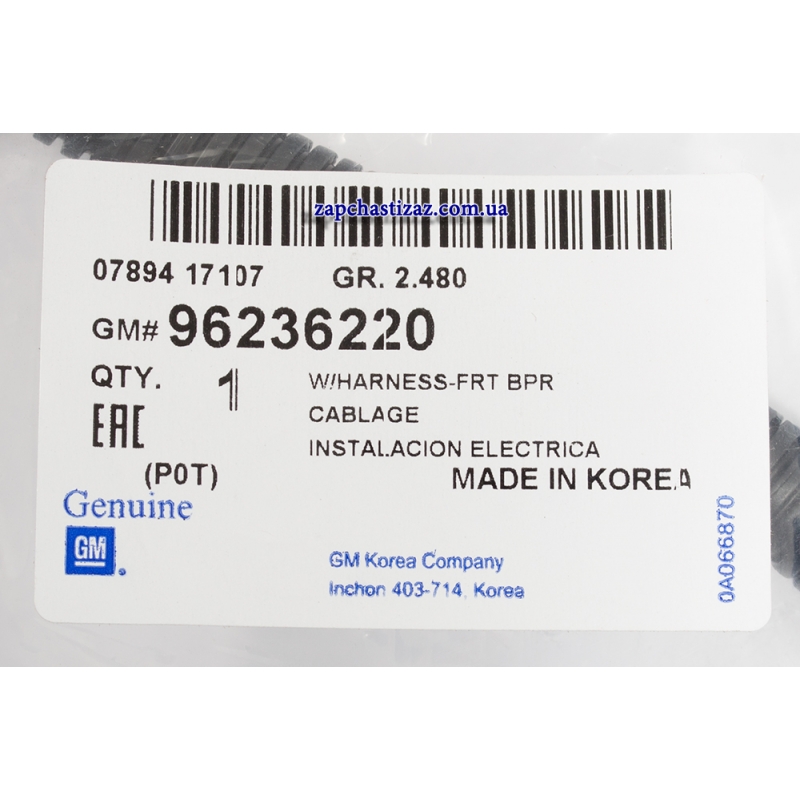 zapchastizaz.com.ua
07894 17107 GR. 2.480
GM# 96236220
QTY. 1 W/HARNESS-FRT BPR
EAC CABLAGE
INSTALACION ELECTRICA
(P0T) MADE IN KOREA
Genuine
GM
GM Korea Company
Inchon 403-714, Korea
0A066870